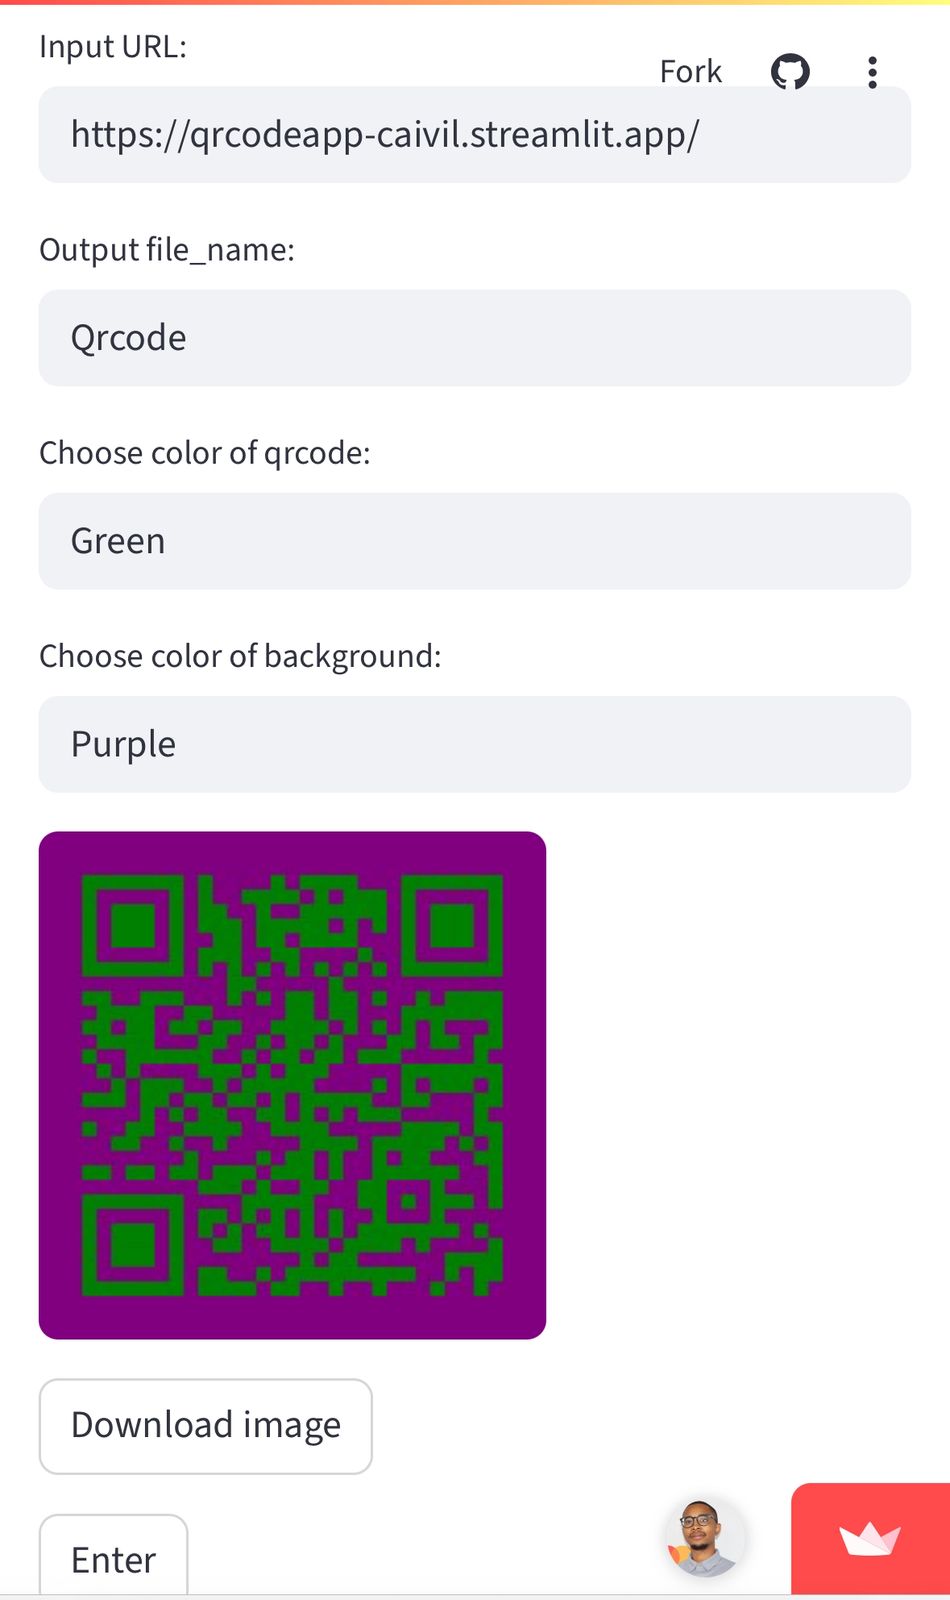 Input URL:
Fork
https://qrcodeapp-caivil.streamlit.app/
Output file_name:
Qrcode
Choose color of qrcode:
Green
Choose color of background:
Purple
Download image
Enter